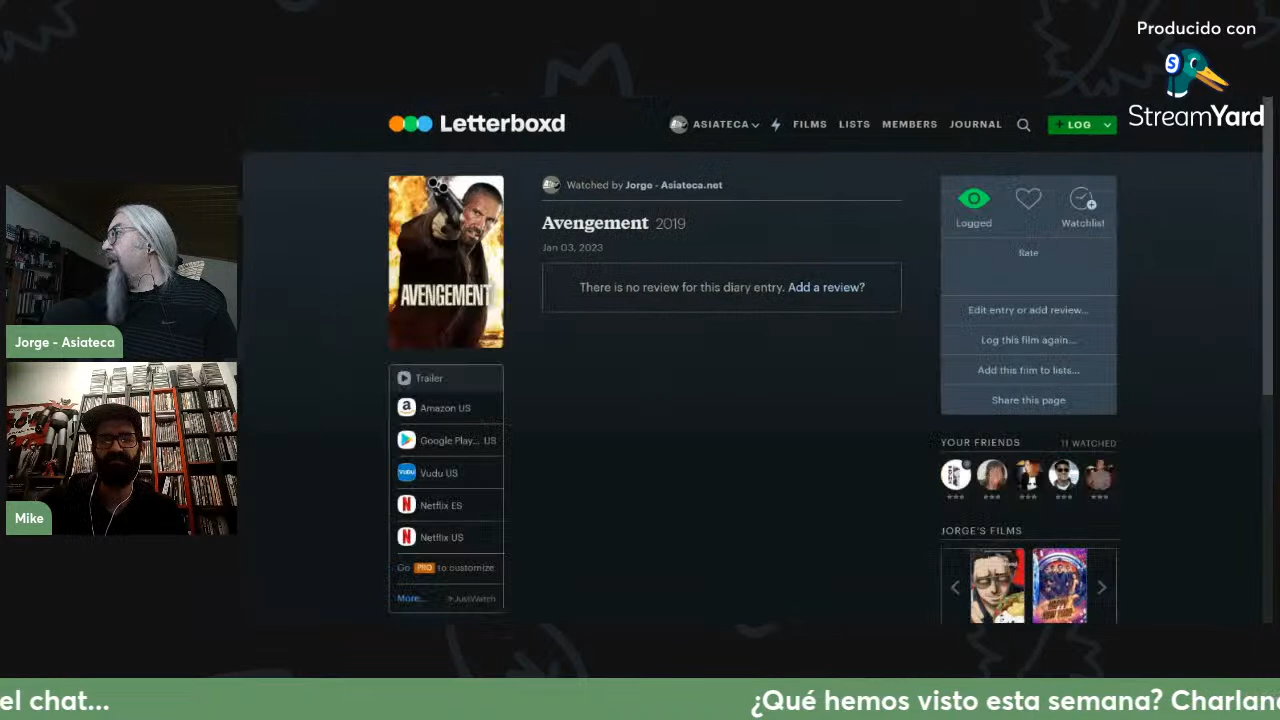 Producido con
StreamYard
Letterboxd
ASIATECA
FILMS
LISTS
MEMBERS
JOURNAL
+ LOG
Watched by Jorge - Asiateca.net
Avengement 2019
Jan 03, 2023
There is no review for this diary entry. Add a review?
AVENGEMENT
Logged
Watchlist
Rate
Edit entry or add review...
Log this film again...
Add this film to lists...
Share this page
Jorge - Asiateca
Mike
Trailer
Amazon US
Google Play... US
VUDU
Vudu US
Netflix ES
Netflix US
Go PRO to customize
More...
JustWatch
YOUR FRIENDS 11 WATCHED
JORGE'S FILMS
el chat...
¿Qué hemos visto esta semana? Charlan